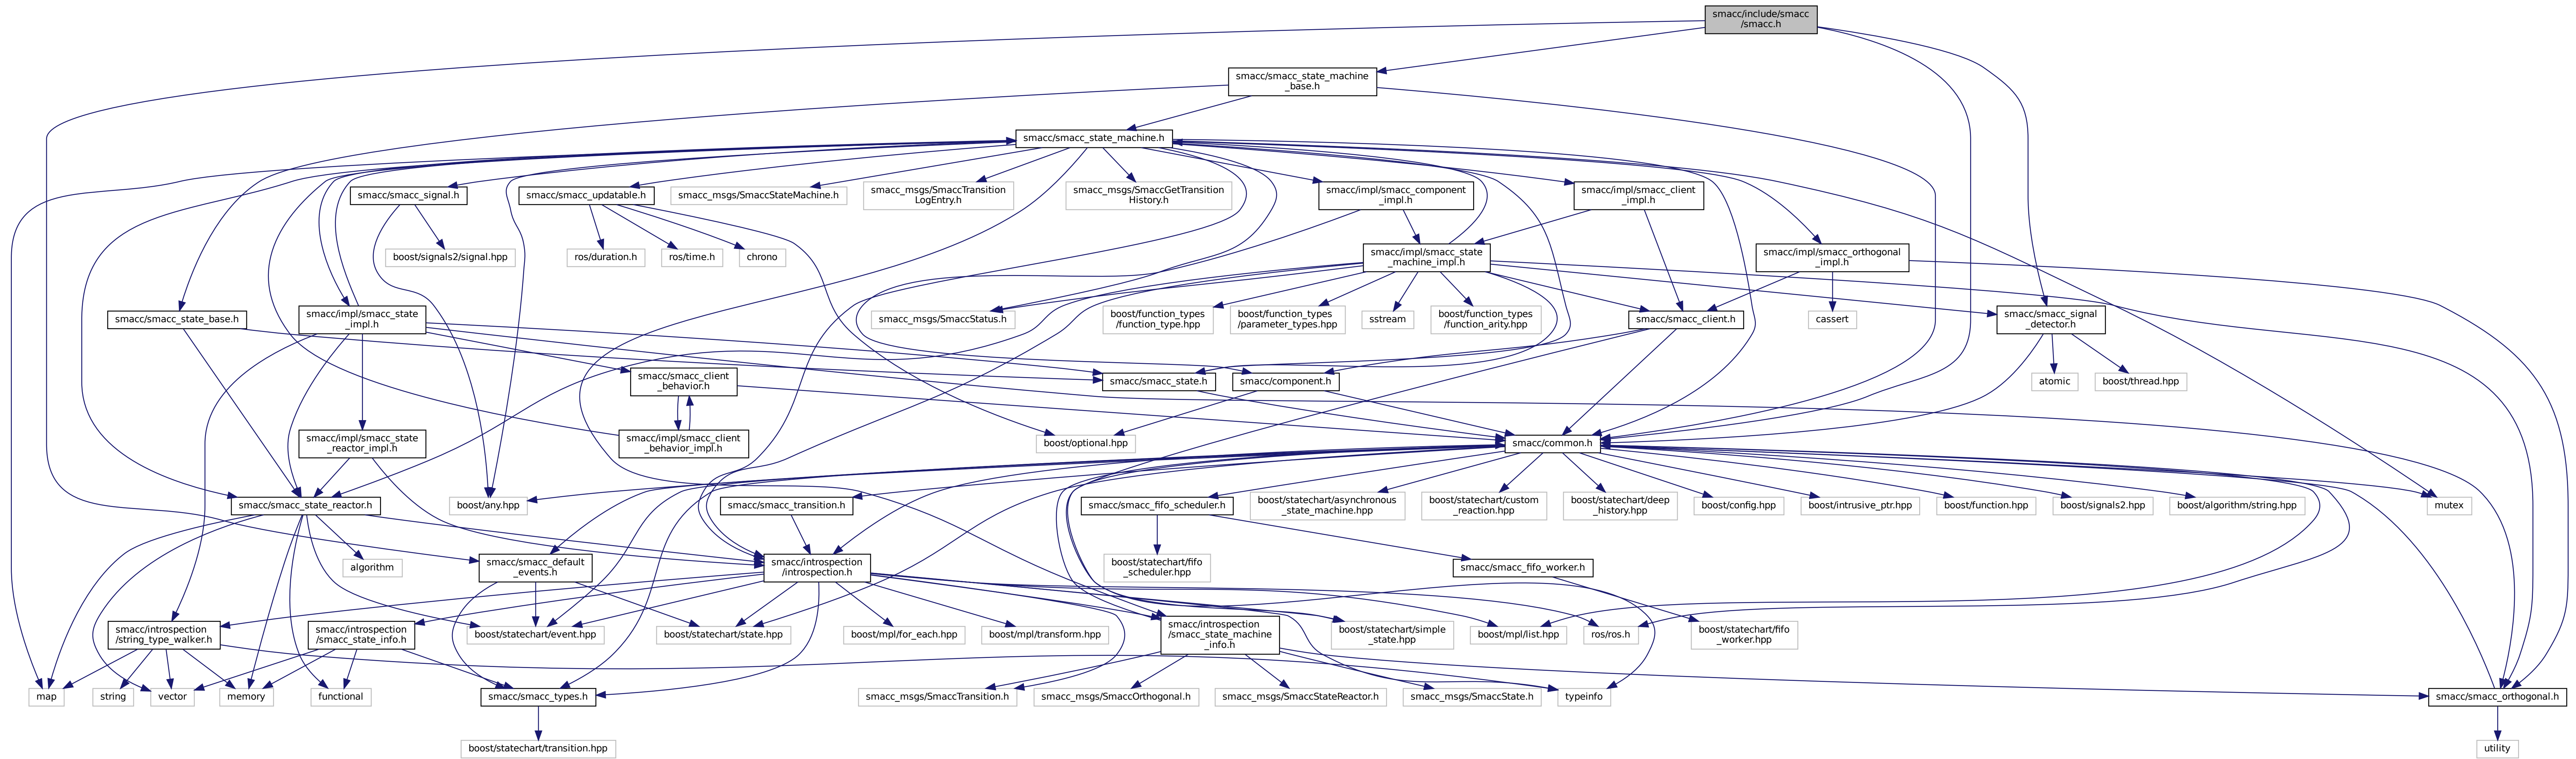 smacc/include/smacc
/smacc.h
smacc/smacc_state_machine
_base.h
smacc/smacc_state_machine.h
smacc/smacc_signal.h
smacc/smacc_updatable.h
smacc_msgs/SmaccStateMachine.h
smacc_msgs/SmaccTransition
LogEntry.h
smacc_msgs/SmaccGetTransition
History.h
smacc/impl/smacc_component
_impl.h
smacc/impl/smacc_client
_impl.h
boost/signals2/signal.hpp
ros/duration.h
ros/time.h
chrono
smacc/impl/smacc_state
_machine_impl.h
smacc/impl/smacc_orthogonal
_impl.h
smacc/smacc_state_base.h
smacc/impl/smacc_state
_impl.h
smacc_msgs/SmaccStatus.h
boost/function_types
/function_type.hpp
boost/function_types
/parameter_types.hpp
sstream
boost/function_types
/function_arity.hpp
smacc/smacc_client.h
cassert
smacc/smacc_signal
_detector.h
smacc/smacc_client
_behavior.h
smacc/smacc_state.h
smacc/component.h
atomic
boost/thread.hpp
smacc/impl/smacc_state
_reactor_impl.h
smacc/impl/smacc_client
_behavior_impl.h
boost/optional.hpp
smacc/common.h
smacc/smacc_state_reactor.h
boost/any.hpp
smacc/smacc_transition.h
smacc/smacc_fifo_scheduler.h
boost/statechart/asynchronous
_state_machine.hpp
boost/statechart/custom
_reaction.hpp
boost/statechart/deep
_history.hpp
boost/config.hpp
boost/intrusive_ptr.hpp
boost/function.hpp
boost/signals2.hpp
boost/algorithm/string.hpp
mutex
algorithm
smacc/smacc_default
_events.h
smacc/introspection
/introspection.h
boost/statechart/fifo
_scheduler.hpp
smacc/smacc_fifo_worker.h
smacc/introspection
/string_type_walker.h
smacc/introspection
/smacc_state_info.h
boost/statechart/event.hpp
boost/statechart/state.hpp
boost/mpl/for_each.hpp
boost/mpl/transform.hpp
smacc/introspection
/smacc_state_machine
_info.h
boost/statechart/simple
_state.hpp
boost/mpl/list.hpp
ros/ros.h
boost/statechart/fifo
_worker.hpp
map
string
vector
memory
functional
smacc/smacc_types.h
smacc_msgs/SmaccTransition.h
smacc_msgs/SmaccOrthogonal.h
smacc_msgs/SmaccStateReactor.h
smacc_msgs/SmaccState.h
typeinfo
smacc/smacc_orthogonal.h
boost/statechart/transition.hpp
utility